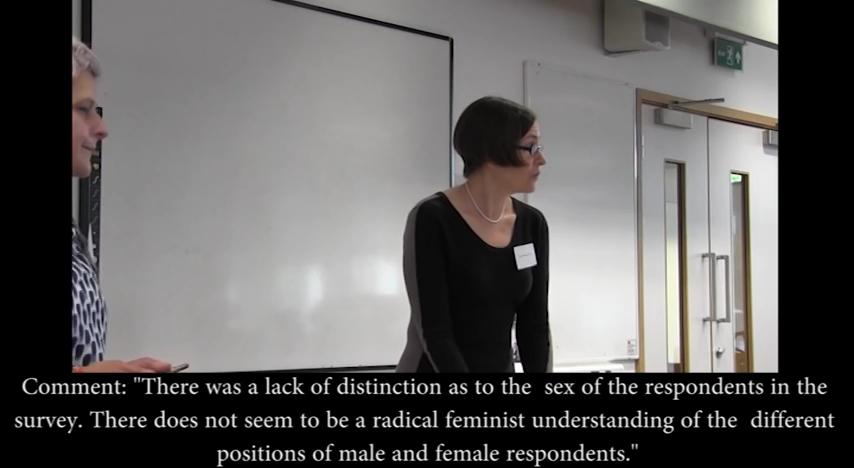 Comment: "There was a lack of distinction as to the sex of the respondents in the
survey. There does not seem to be a radical feminist understanding of the different
positions of male and female respondents."